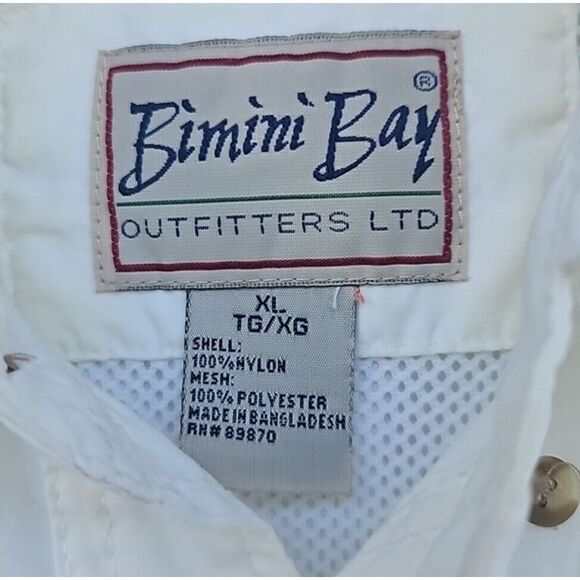 Bimini Bay ®
OUTFITTERS LTD
XL
TG/XG
SHELL:
100% NYLON
MESH:
100% POLYESTER
MADE IN BANGLADESH
RN# 89870